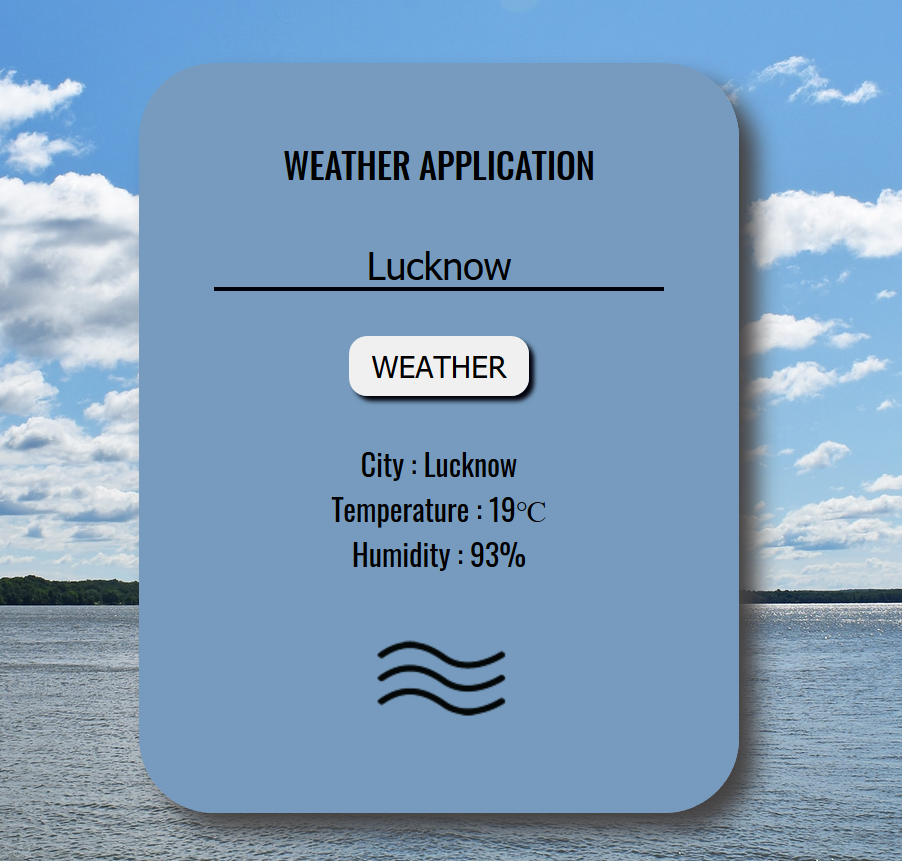 WEATHER APPLICATION
Lucknow
WEATHER
City : Lucknow
Temperature : 19°C
Humidity : 93%